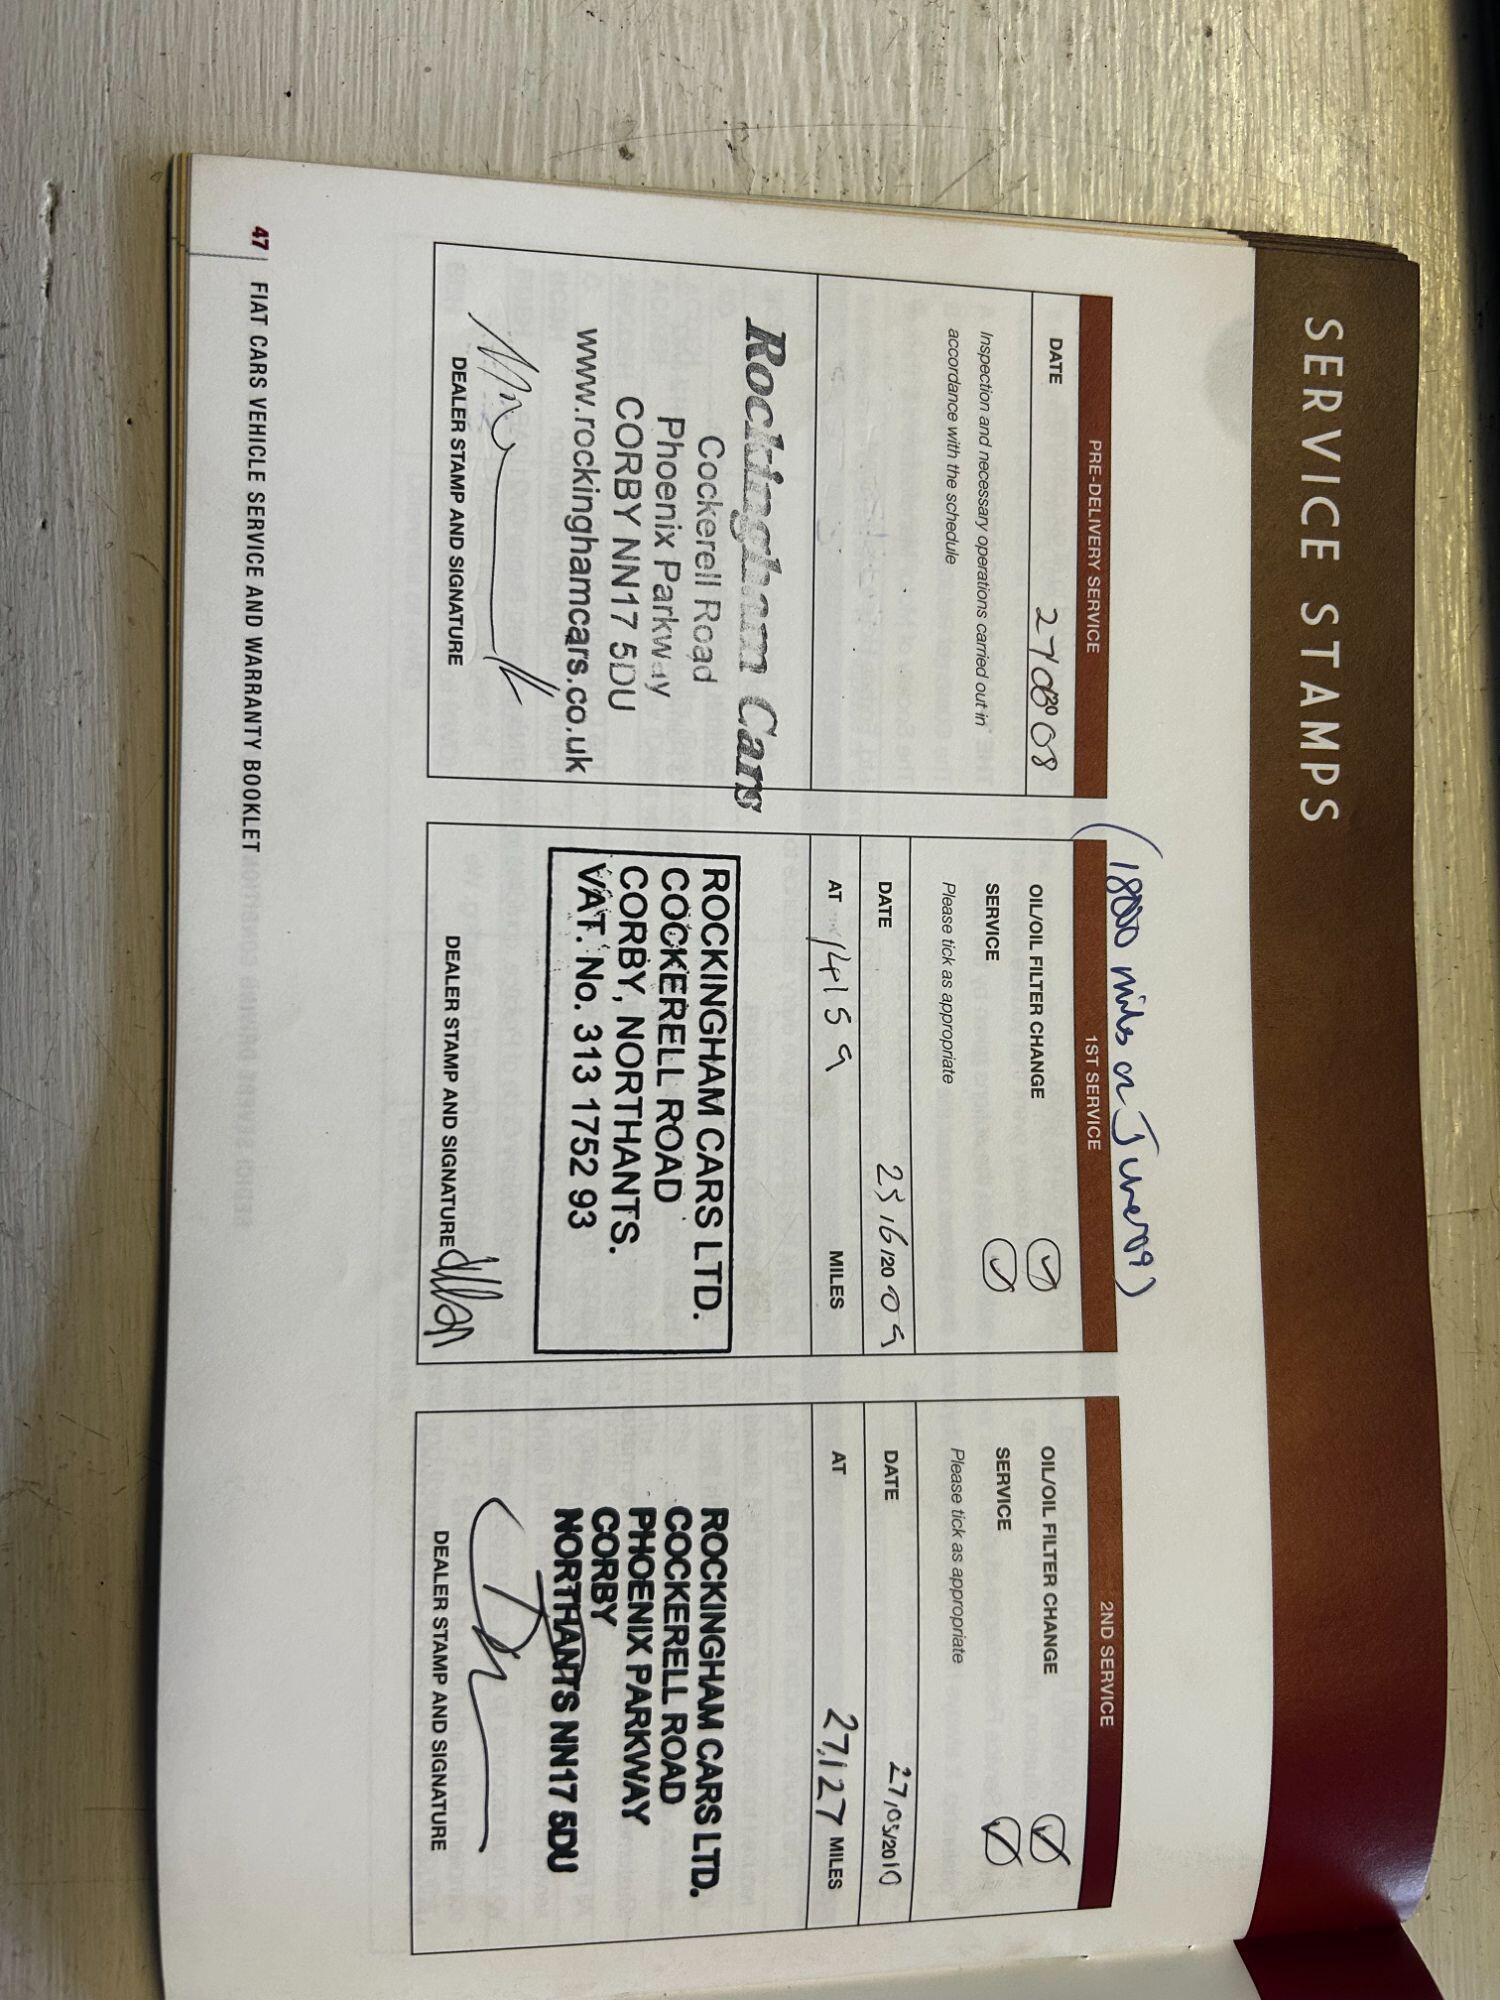 SERVICE STAMPS
PRE-DELIVERY SERVICE
DATE 27 08 08
Inspection and necessary operations carried out in
accordance with the schedule
Rockingham Cars
Cockerell Road
Phoenix Parkway
CORBY NN17 5DU
www.rockinghamcars.co.uk
DEALER STAMP AND SIGNATURE
(18000 miles on June 09)
1ST SERVICE
OIL/OIL FILTER CHANGE
SERVICE
Please tick as appropriate
DATE /6/2009
AT 14159 MILES
ROCKINGHAM CARS LTD.
COCKERELL ROAD
CORBY, NORTHANTS.
VAT. No. 313 1752 93
DEALER STAMP AND SIGNATURE
2ND SERVICE
OIL/OIL FILTER CHANGE
SERVICE
Please tick as appropriate
DATE 27/05/2010
AT 27,127 MILES
ROCKINGHAM CARS LTD.
COCKERELL ROAD
PHOENIX PARKWAY
CORBY
NORTHANTS NN17 5DU
DEALER STAMP AND SIGNATURE
47 | FIAT CARS VEHICLE SERVICE AND WARRANTY BOOKLET